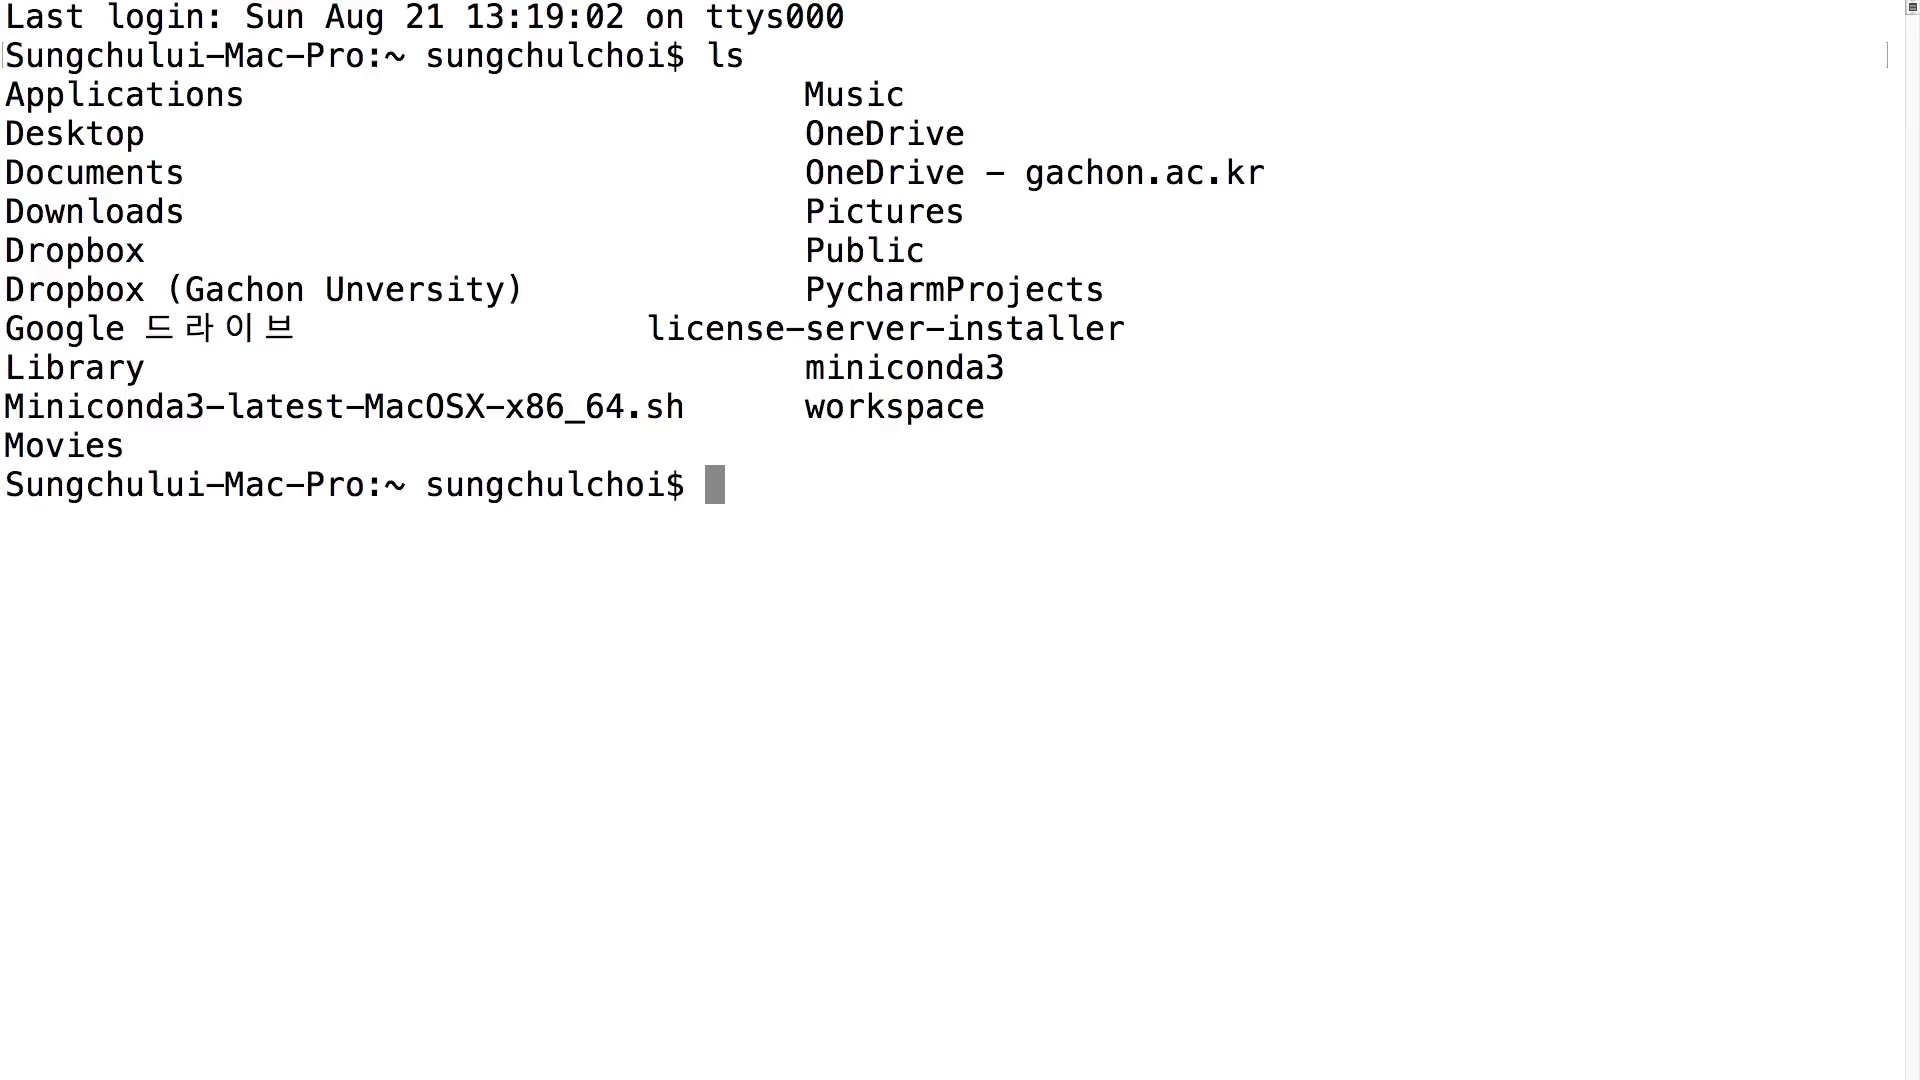 Last login: Sun Aug 21 13:19:02 on ttys000
Sungchului-Mac-Pro:~ sungchulchoi$ ls
Applications Music
Desktop OneDrive
Documents OneDrive - gachon.ac.kr
Downloads Pictures
Dropbox Public
Dropbox (Gachon Unversity) PycharmProjects
Google 드라이브 license-server-installer
Library miniconda3
Miniconda3-latest-MacOSX-x86_64.sh workspace
Movies
Sungchului-Mac-Pro:~ sungchulchoi$